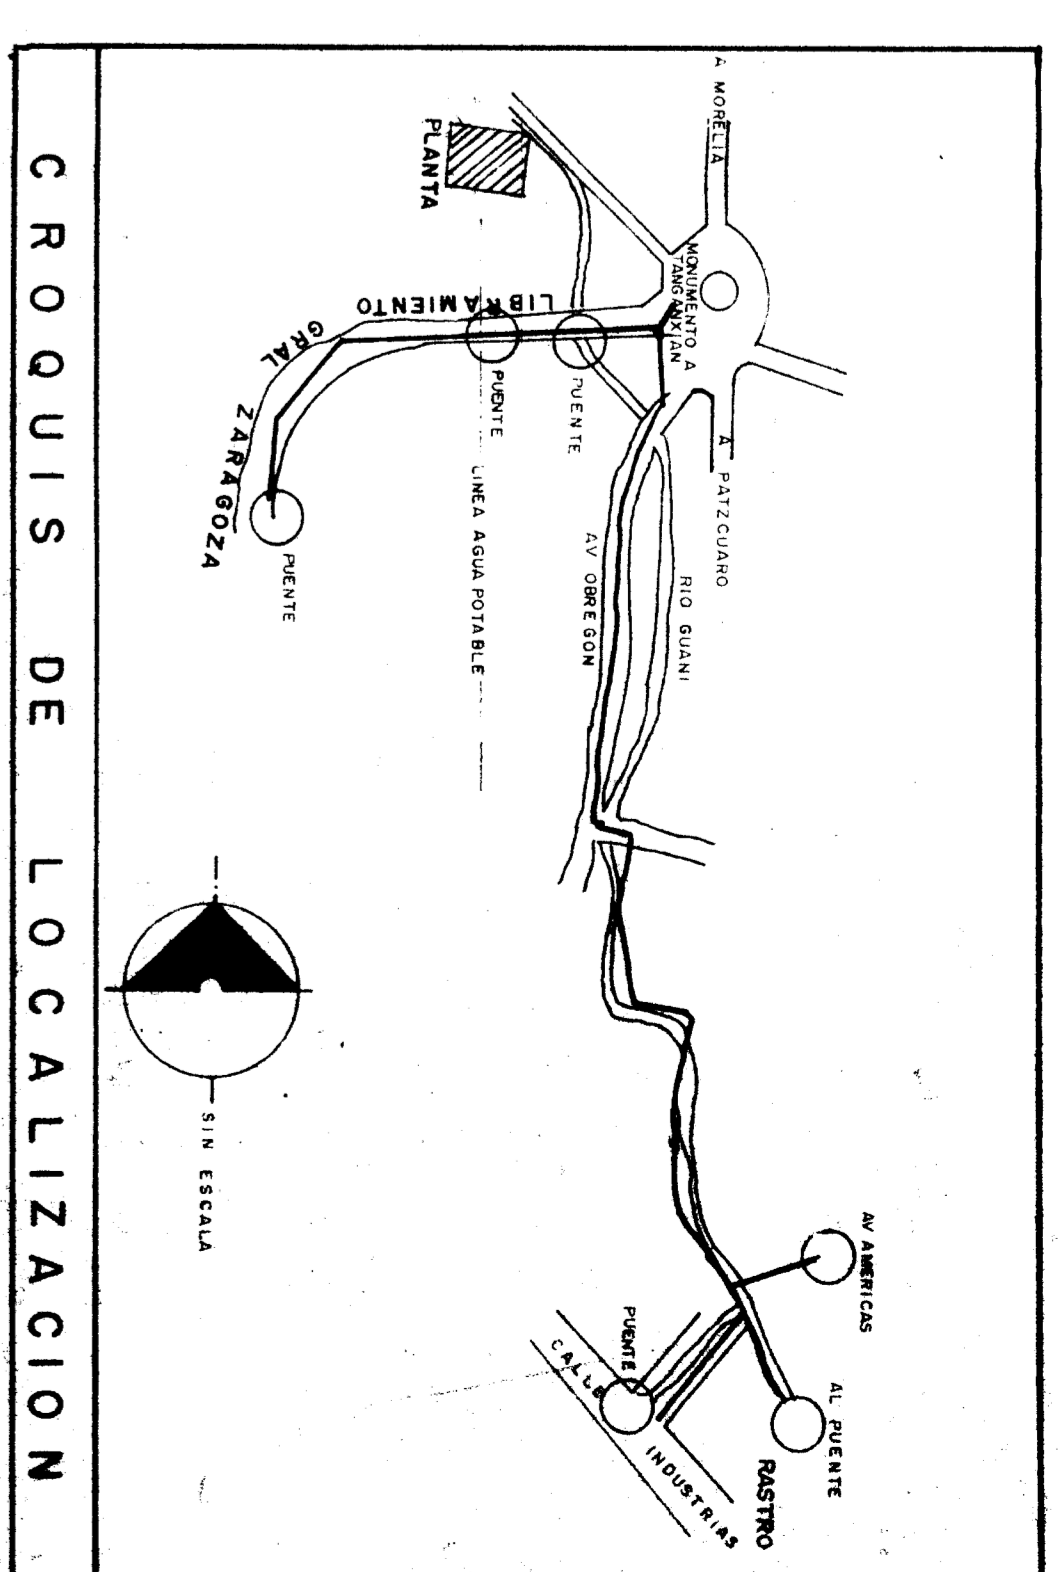 CROQUIS DE LOCALIZACION
A MORELIA
MONUMENTO A
TANGANXIAN
A PATZCUARO
PLANTA
LIBRAMIENTO
GRAL
ZARAGOZA
PUENTE
PUENTE
PUENTE
LINEA AGUA POTABLE
AV OBREGON
RIO GUANI
SIN ESCALA
AV AMERICAS
AL PUENTE
RASTRO
PUENTE
CALLE
INDUSTRIAS